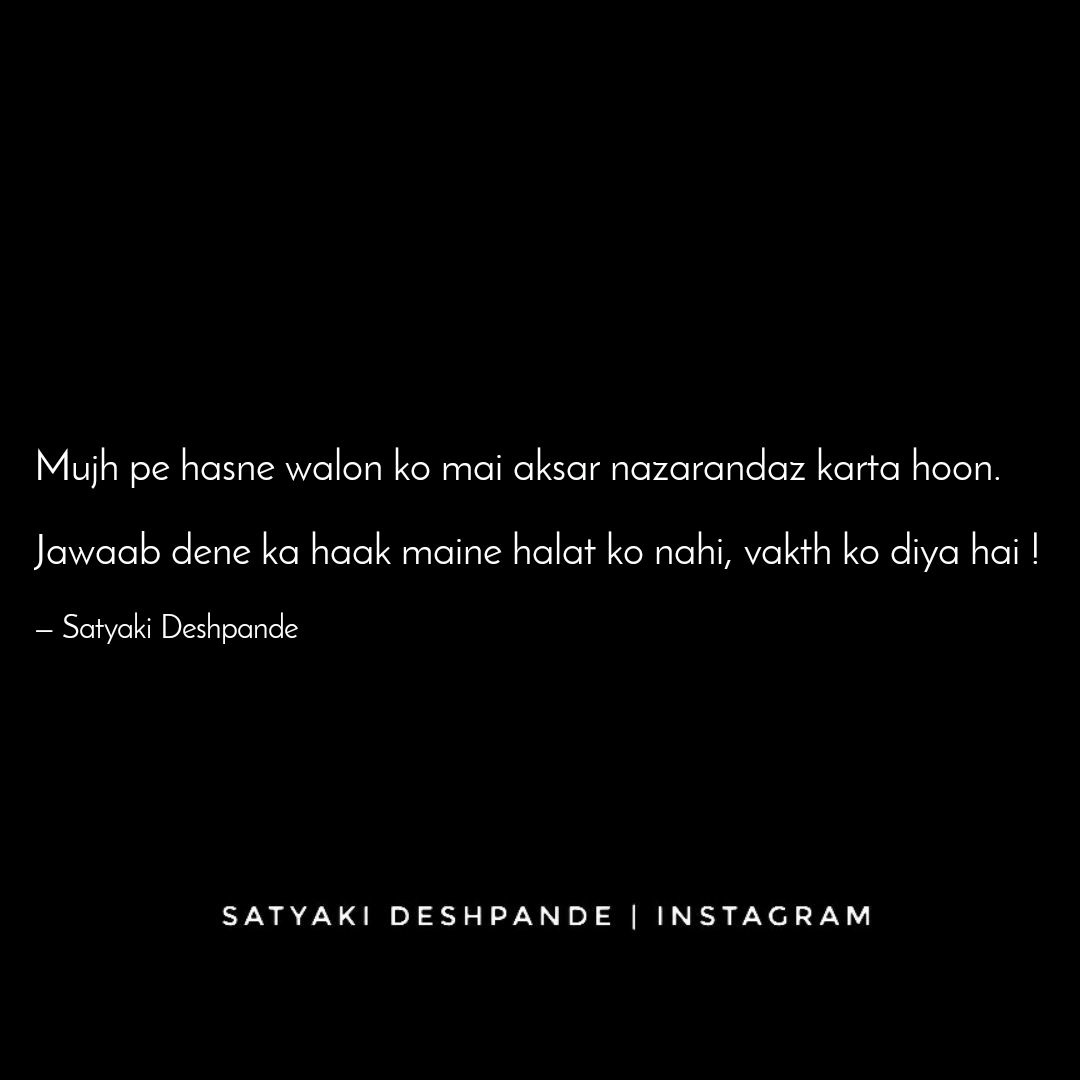 Mujh pe hasne walon ko mai aksar nazarandaz karta hoon.
Jawaab dene ka haak maine halat ko nahi, vakth ko diya hai !
– Satyaki Deshpande
SATYAKI DESHPANDE | INSTAGRAM